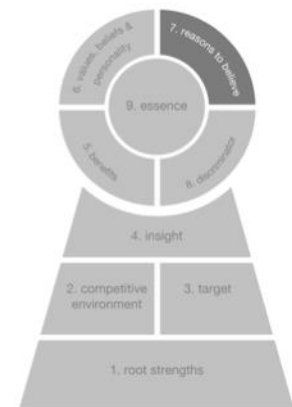 6. values, beliefs &
personality
7. reasons to
believe
9. essence
5. benefits
8. discriminator
4. insight
2. competitive
environment
3. target
1. root strengths